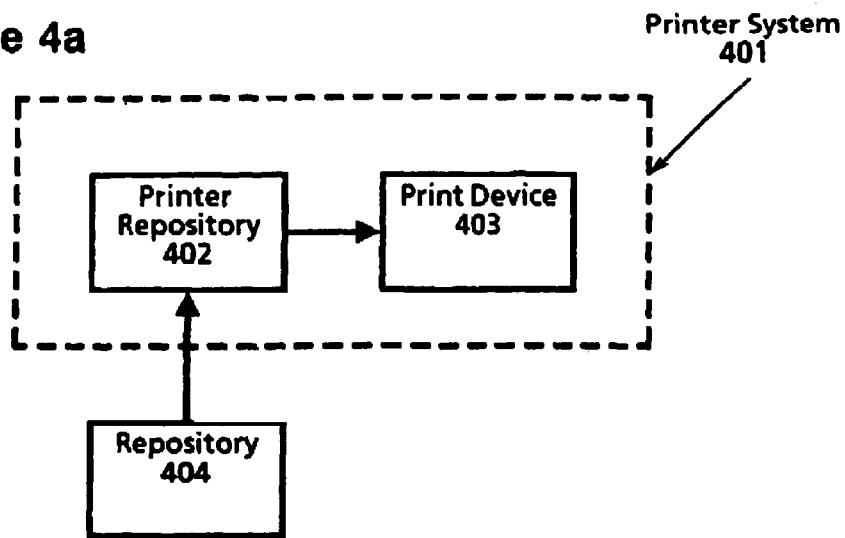 e 4a
Printer System
401
Printer
Repository
402
Print Device
403
Repository
404